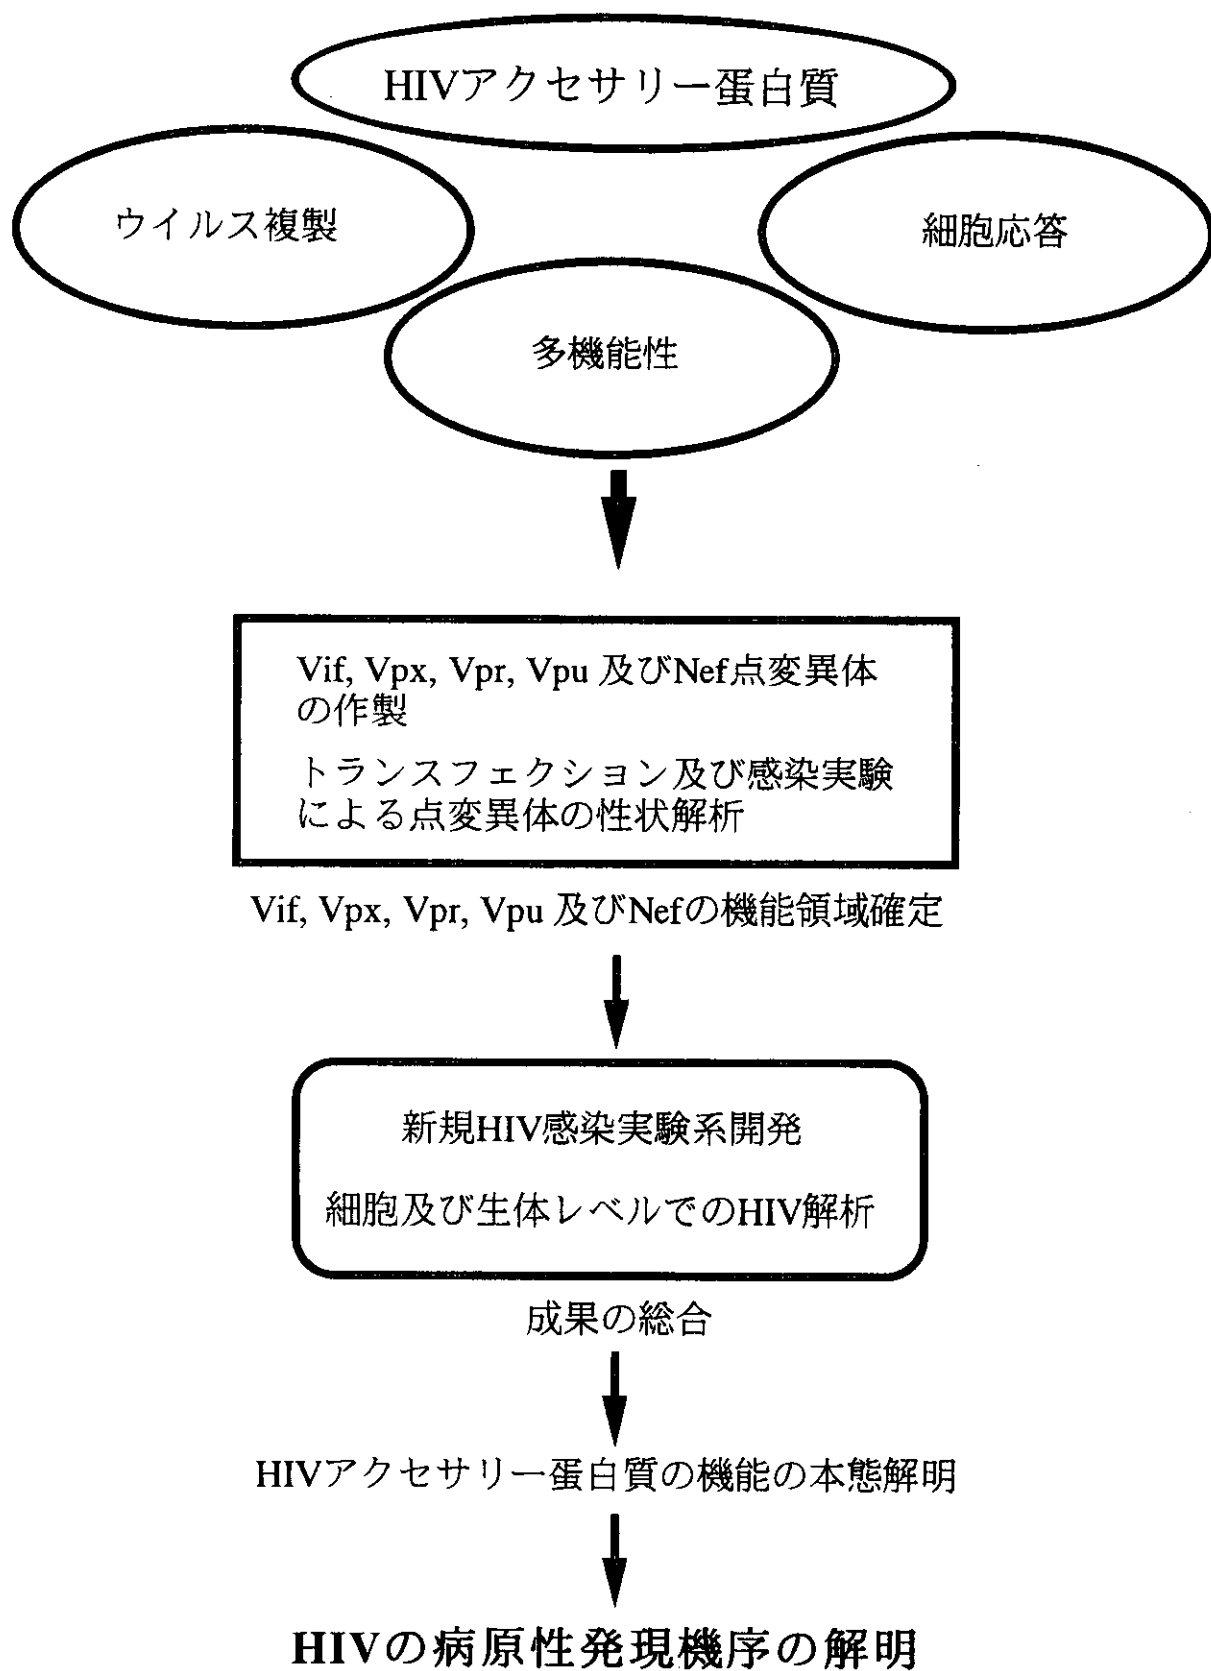 HIVアクセサリー蛋白質
ウイルス複製
細胞応答
多機能性
Vif, Vpx, Vpr, Vpu 及びNef点変異体
の作製
トランスフェクション及び感染実験
による点変異体の性状解析
Vif, Vpx, Vpr, Vpu 及びNefの機能領域確定
新規HIV感染実験系開発
細胞及び生体レベルでのHIV解析
成果の総合
HIVアクセサリー蛋白質の機能の本態解明
HIVの病原性発現機序の解明